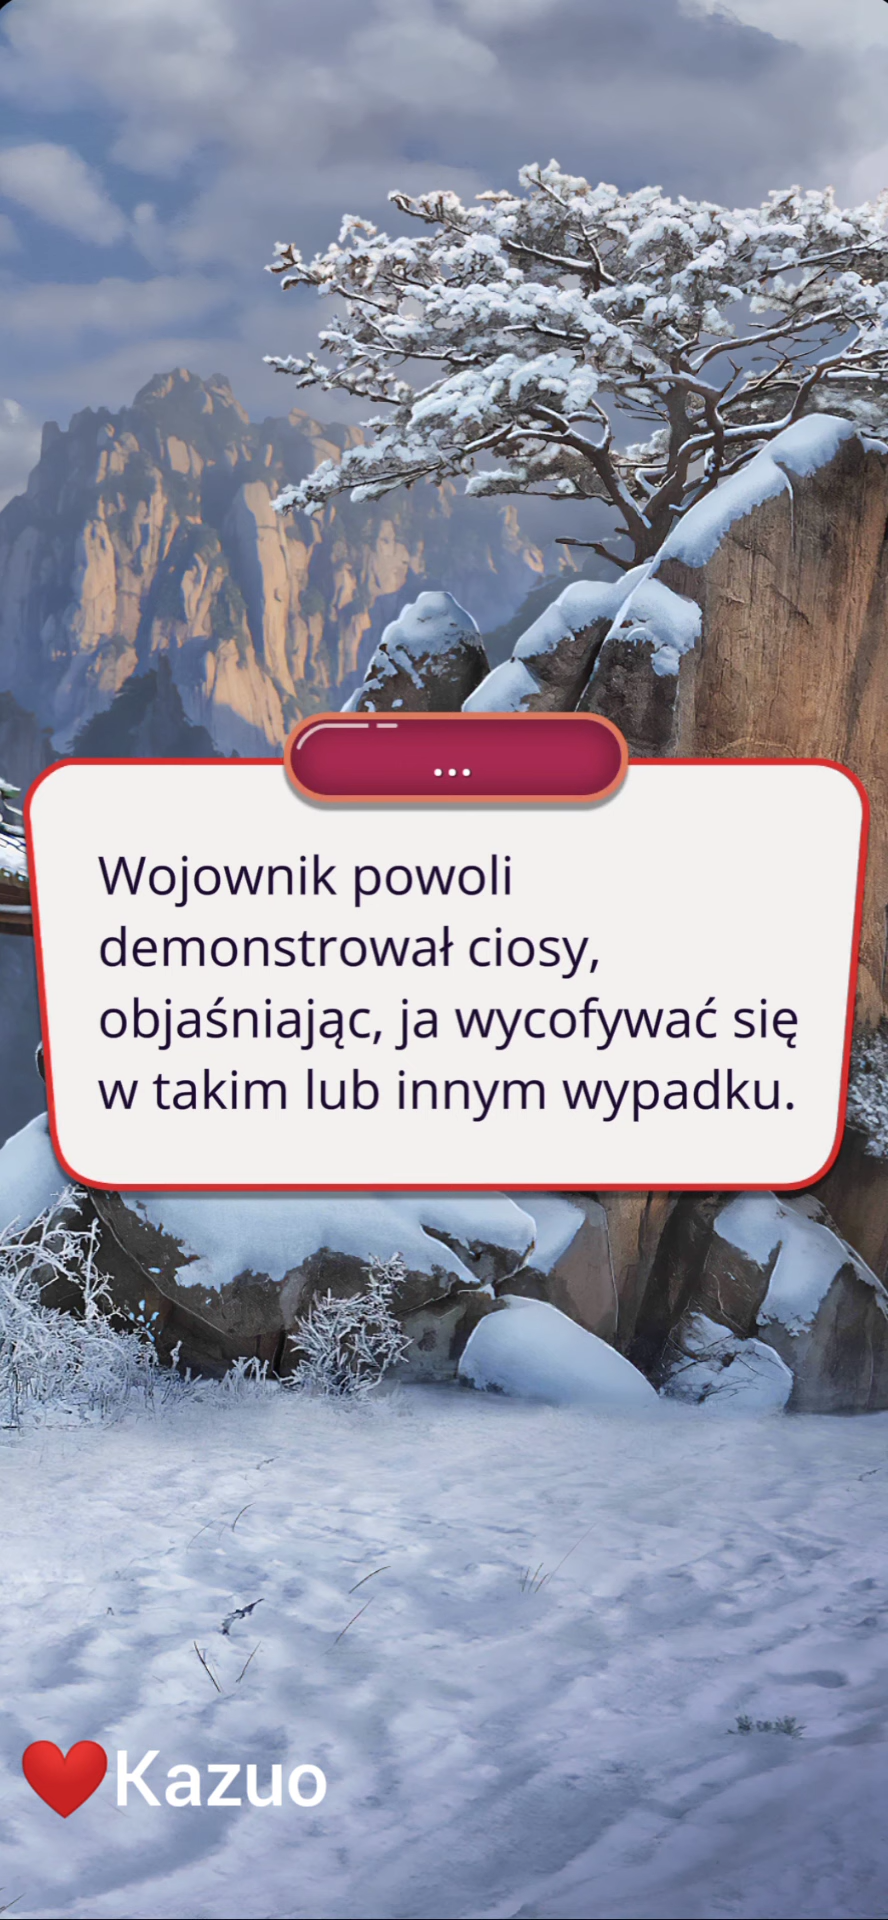 ...
Wojownik powoli
demonstrował ciosy,
objaśniając, ja wycofywać się
w takim lub innym wypadku.
❤️Kazuo